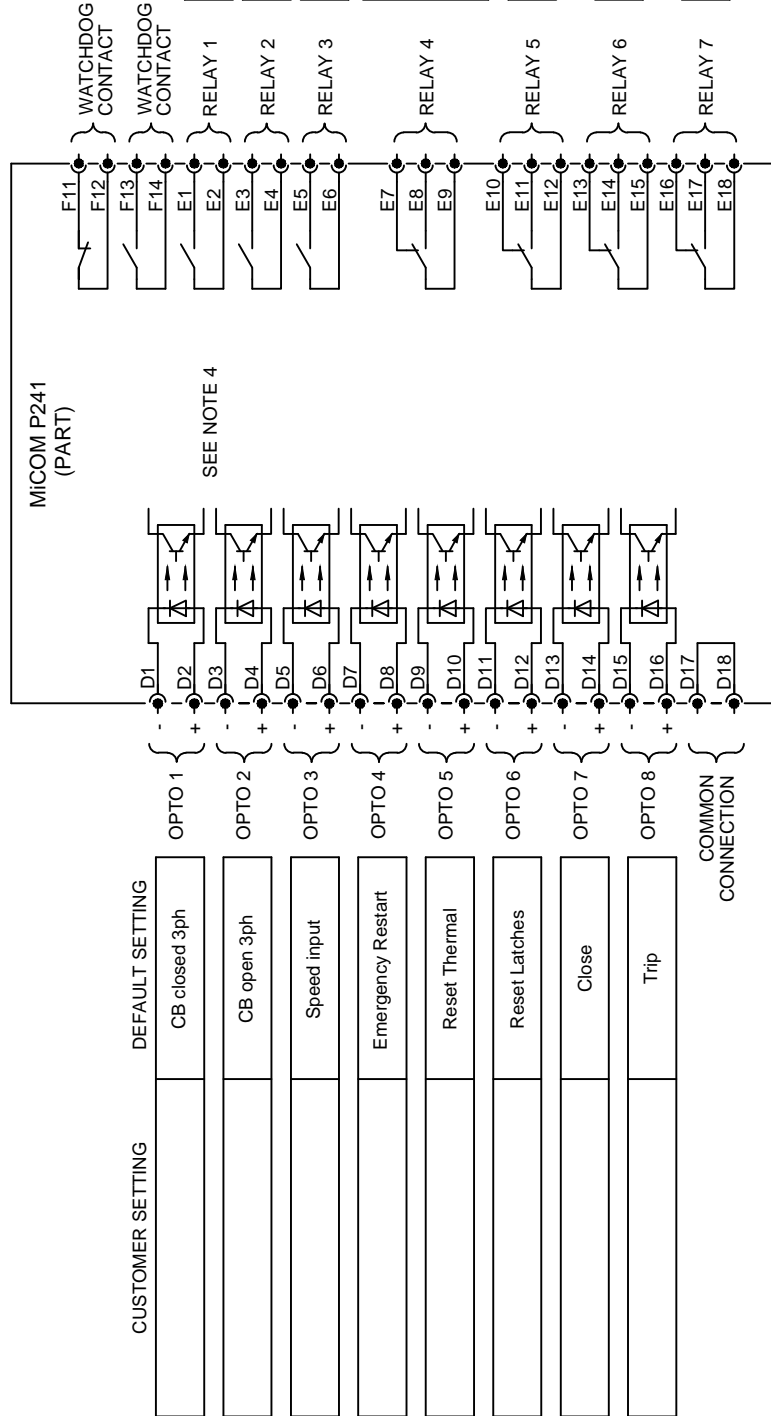 MiCOM P241
(PART)
SEE NOTE 4
CUSTOMER SETTING
DEFAULT SETTING
CB closed 3ph
OPTO 1
-
+
D1
D2
CB open 3ph
OPTO 2
-
+
D3
D4
Speed input
OPTO 3
-
+
D5
D6
Emergency Restart
OPTO 4
-
+
D7
D8
Reset Thermal
OPTO 5
-
+
D9
D10
Reset Latches
OPTO 6
-
+
D11
D12
Close
OPTO 7
-
+
D13
D14
Trip
OPTO 8
-
+
D15
D16
COMMON
CONNECTION
D17
D18
F11
F12
WATCHDOG
CONTACT
F13
F14
WATCHDOG
CONTACT
E1
E2
RELAY 1
E3
E4
RELAY 2
E5
E6
RELAY 3
E7
E8
E9
RELAY 4
E10
E11
E12
RELAY 5
E13
E14
E15
RELAY 6
E16
E17
E18
RELAY 7